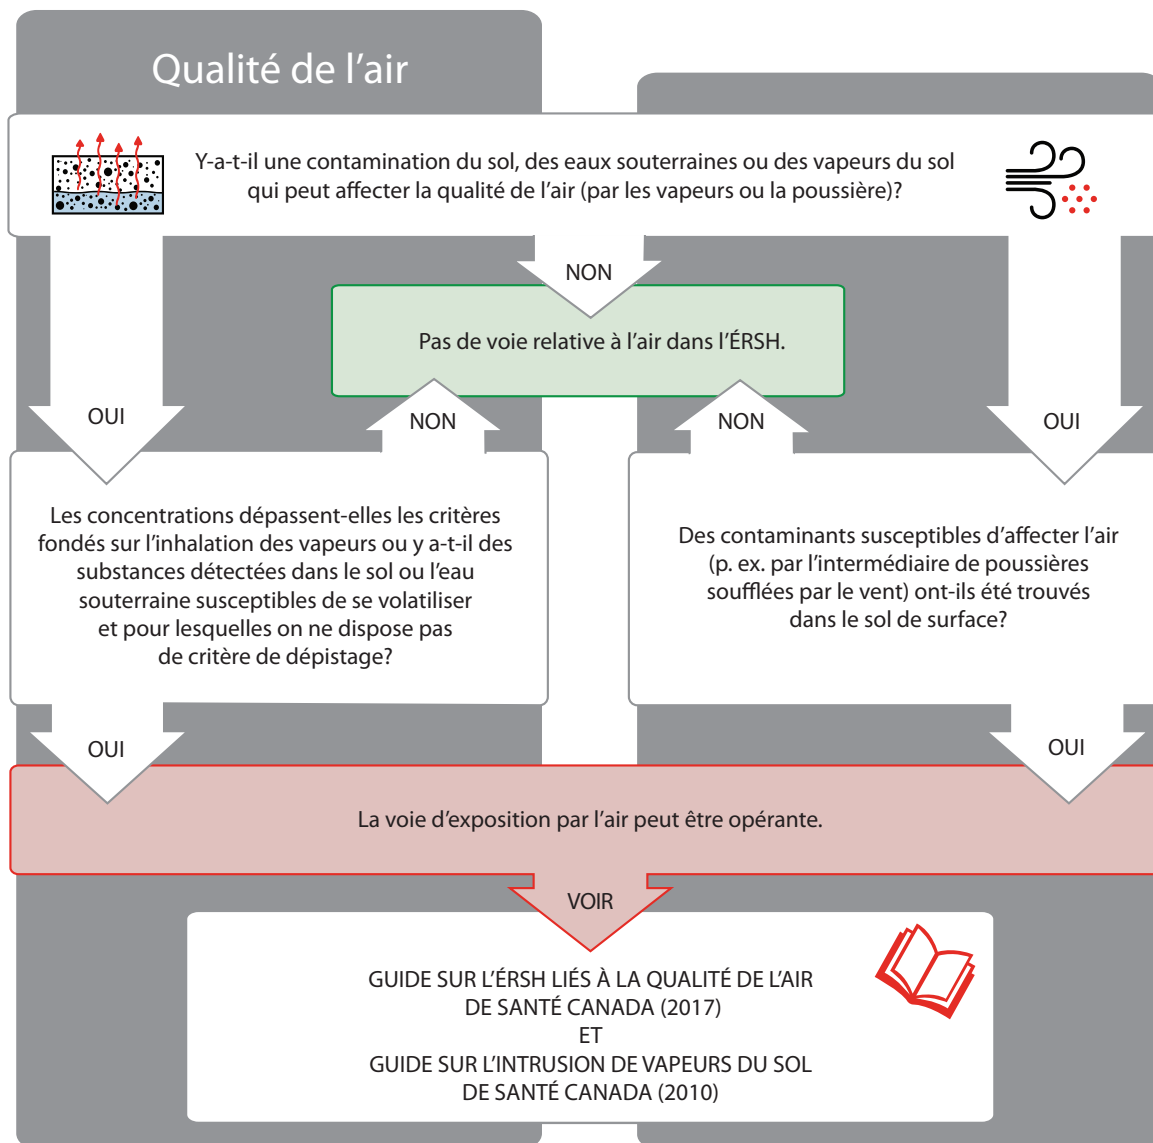 Qualité de l’air
Y-a-t-il une contamination du sol, des eaux souterraines ou des vapeurs du sol
qui peut affecter la qualité de l’air (par les vapeurs ou la poussière)?
NON
Pas de voie relative à l’air dans l’ÉRSH.
OUI
NON
NON
OUI
Les concentrations dépassent-elles les critères
fondés sur l’inhalation des vapeurs ou y a-t-il des
substances détectées dans le sol ou l’eau
souterraine susceptibles de se volatiliser
et pour lesquelles on ne dispose pas
de critère de dépistage?
Des contaminants susceptibles d’affecter l’air
(p. ex. par l’intermédiaire de poussières
soufflées par le vent) ont-ils été trouvés
dans le sol de surface?
OUI
OUI
La voie d’exposition par l’air peut être opérante.
VOIR
GUIDE SUR L’ÉRSH LIÉS À LA QUALITÉ DE L’AIR
DE SANTÉ CANADA (2017)
ET
GUIDE SUR L’INTRUSION DE VAPEURS DU SOL
DE SANTÉ CANADA (2010)